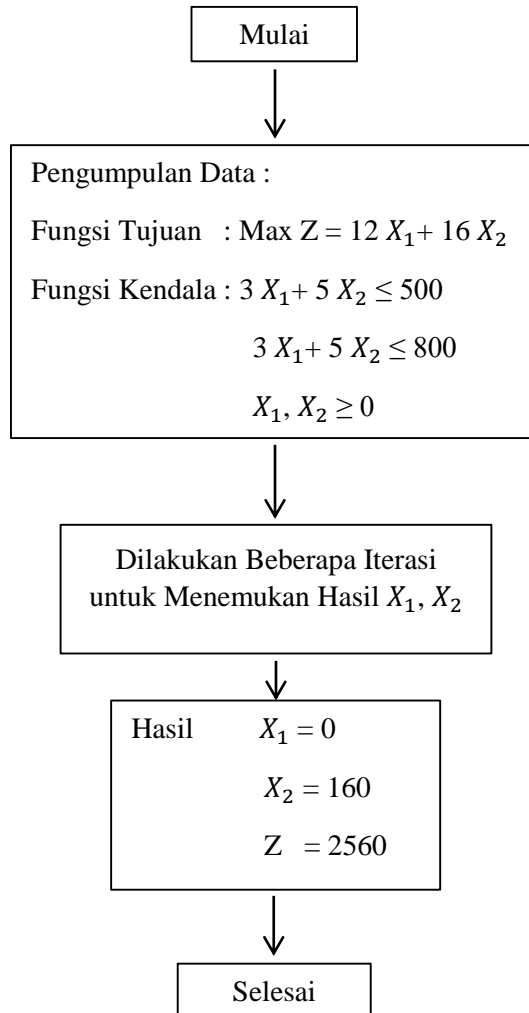 Mulai
Pengumpulan Data :
Fungsi Tujuan : Max Z = 12 𝑋₁+ 16 𝑋₂
Fungsi Kendala : 3 𝑋₁+ 5 𝑋₂ ≤ 500
3 𝑋₁+ 5 𝑋₂ ≤ 800
𝑋₁, 𝑋₂ ≥ 0
Dilakukan Beberapa Iterasi
untuk Menemukan Hasil 𝑋₁, 𝑋₂
Hasil 𝑋₁ = 0
𝑋₂ = 160
Z = 2560
Selesai